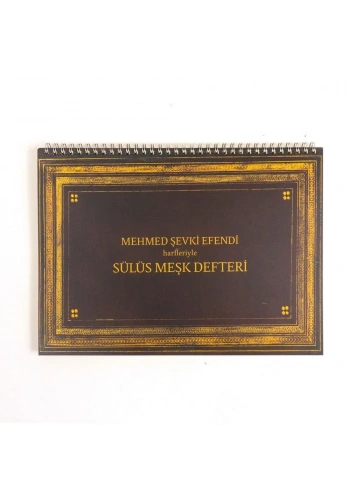 MEHMED ŞEVKİ EFENDİ
harfleriyle
SÜLÜS MEŞK DEFTERİ